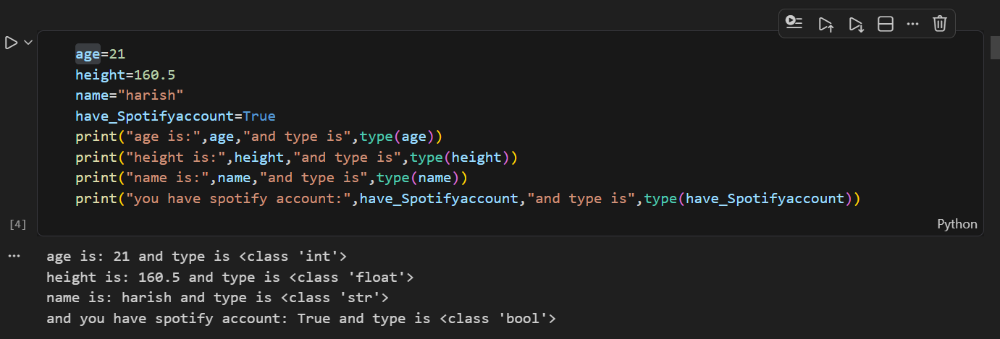 age=21
height=160.5
name="harish"
have_Spotifyaccount=True
print("age is:",age,"and type is",type(age))
print("height is:",height,"and type is",type(height))
print("name is:",name,"and type is",type(name))
print("you have spotify account:",have_Spotifyaccount,"and type is",type(have_Spotifyaccount))
[4]
Python
age is: 21 and type is <class 'int'>
height is: 160.5 and type is <class 'float'>
name is: harish and type is <class 'str'>
and you have spotify account: True and type is <class 'bool'>